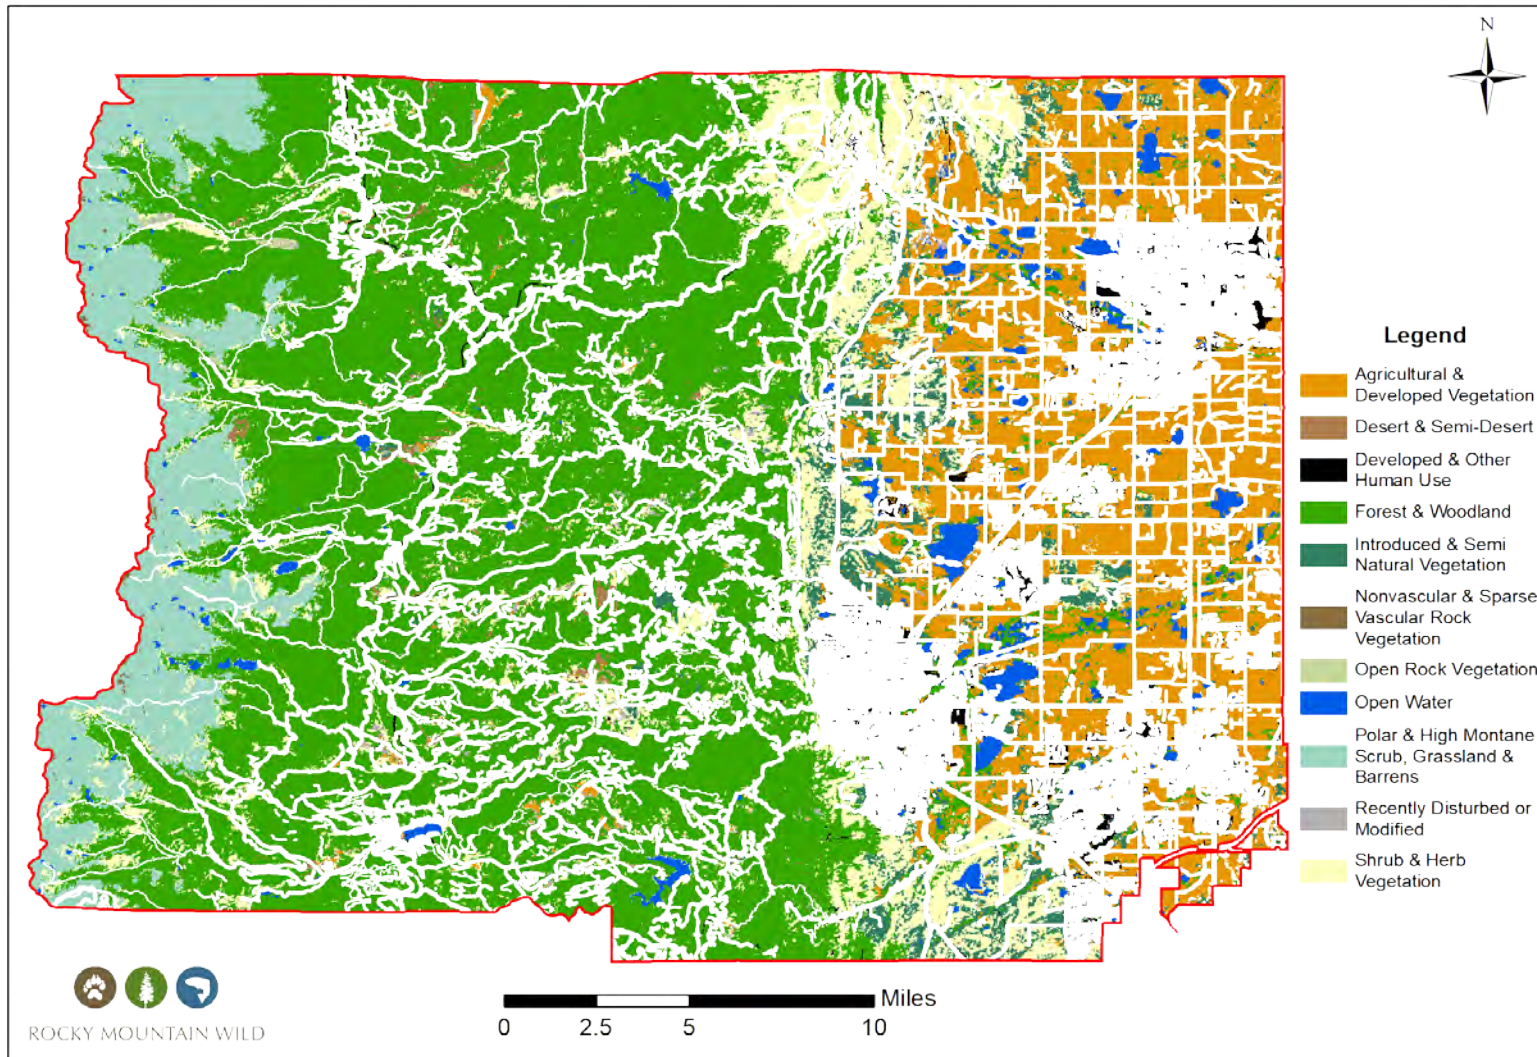 N
Legend
Agricultural &
Developed Vegetation
Desert & Semi-Desert
Developed & Other
Human Use
Forest & Woodland
Introduced & Semi
Natural Vegetation
Nonvascular & Sparse
Vascular Rock
Vegetation
Open Rock Vegetation
Open Water
Polar & High Montane
Scrub, Grassland &
Barrens
Recently Disturbed or
Modified
Shrub & Herb
Vegetation
Miles
0 2.5 5 10
ROCKY MOUNTAIN WILD